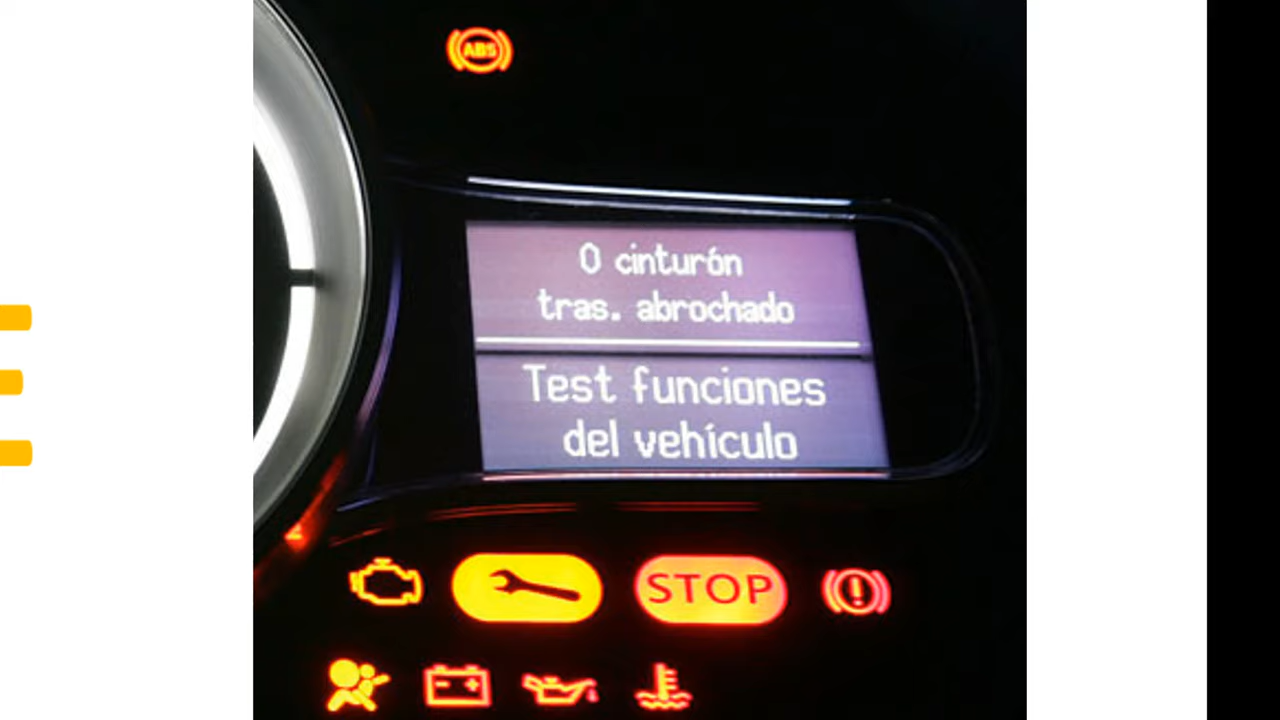 ABS
0 cinturón
tras. abrochado
Test funciones
del vehículo
STOP